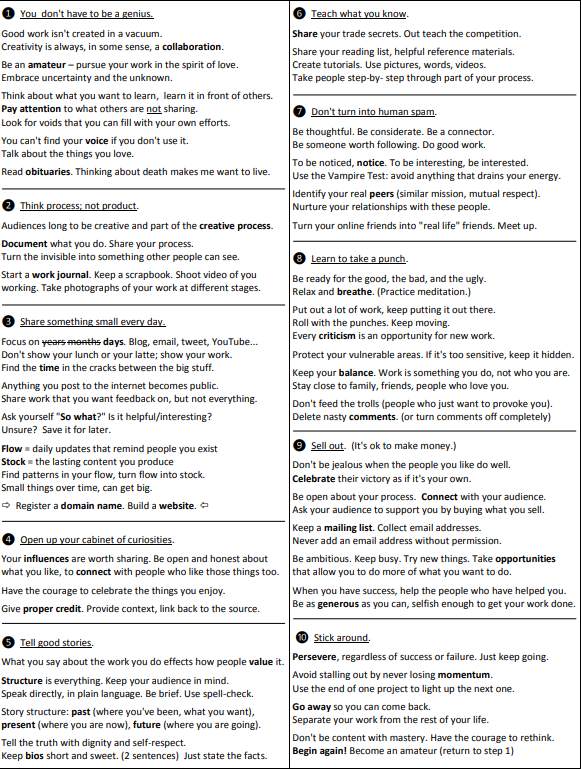 1 You don't have to be a genius.
Good work isn't created in a vacuum.
Creativity is always, in some sense, a collaboration.
Be an amateur – pursue your work in the spirit of love.
Embrace uncertainty and the unknown.
Think about what you want to learn, learn it in front of others.
Pay attention to what others are not sharing.
Look for voids that you can fill with your own efforts.
You can't find your voice if you don't use it.
Talk about the things you love.
Read obituaries. Thinking about death makes me want to live.
2 Think process; not product.
Audiences long to be creative and part of the creative process.
Document what you do. Share your process.
Turn the invisible into something other people can see.
Start a work journal. Keep a scrapbook. Shoot video of you
working. Take photographs of your work at different stages.
3 Share something small every day.
Focus on years months days. Blog, email, tweet, YouTube...
Don't show your lunch or your latte; show your work.
Find the time in the cracks between the big stuff.
Anything you post to the internet becomes public.
Share work that you want feedback on, but not everything.
Ask yourself "So what?" Is it helpful/interesting?
Unsure? Save it for later.
Flow = daily updates that remind people you exist
Stock = the lasting content you produce
Find patterns in your flow, turn flow into stock.
Small things over time, can get big.
⇨ Register a domain name. Build a website. ⇦
4 Open up your cabinet of curiosities.
Your influences are worth sharing. Be open and honest about
what you like, to connect with people who like those things too.
Have the courage to celebrate the things you enjoy.
Give proper credit. Provide context, link back to the source.
5 Tell good stories.
What you say about the work you do effects how people value it.
Structure is everything. Keep your audience in mind.
Speak directly, in plain language. Be brief. Use spell-check.
Story structure: past (where you've been, what you want),
present (where you are now), future (where you are going).
Tell the truth with dignity and self-respect.
Keep bios short and sweet. (2 sentences) Just state the facts.
6 Teach what you know.
Share your trade secrets. Out teach the competition.
Share your reading list, helpful reference materials.
Create tutorials. Use pictures, words, videos.
Take people step-by- step through part of your process.
7 Don't turn into human spam.
Be thoughtful. Be considerate. Be a connector.
Be someone worth following. Do good work.
To be noticed, notice. To be interesting, be interested.
Use the Vampire Test: avoid anything that drains your energy.
Identify your real peers (similar mission, mutual respect).
Nurture your relationships with these people.
Turn your online friends into "real life" friends. Meet up.
8 Learn to take a punch.
Be ready for the good, the bad, and the ugly.
Relax and breathe. (Practice meditation.)
Put out a lot of work, keep putting it out there.
Roll with the punches. Keep moving.
Every criticism is an opportunity for new work.
Protect your vulnerable areas. If it's too sensitive, keep it hidden.
Keep your balance. Work is something you do, not who you are.
Stay close to family, friends, people who love you.
Don't feed the trolls (people who just want to provoke you).
Delete nasty comments. (or turn comments off completely)
9 Sell out. (It's ok to make money.)
Don't be jealous when the people you like do well.
Celebrate their victory as if it's your own.
Be open about your process. Connect with your audience.
Ask your audience to support you by buying what you sell.
Keep a mailing list. Collect email addresses.
Never add an email address without permission.
Be ambitious. Keep busy. Try new things. Take opportunities
that allow you to do more of what you want to do.
When you have success, help the people who have helped you.
Be as generous as you can, selfish enough to get your work done.
10 Stick around.
Persevere, regardless of success or failure. Just keep going.
Avoid stalling out by never losing momentum.
Use the end of one project to light up the next one.
Go away so you can come back.
Separate your work from the rest of your life.
Don't be content with mastery. Have the courage to rethink.
Begin again! Become an amateur (return to step 1)